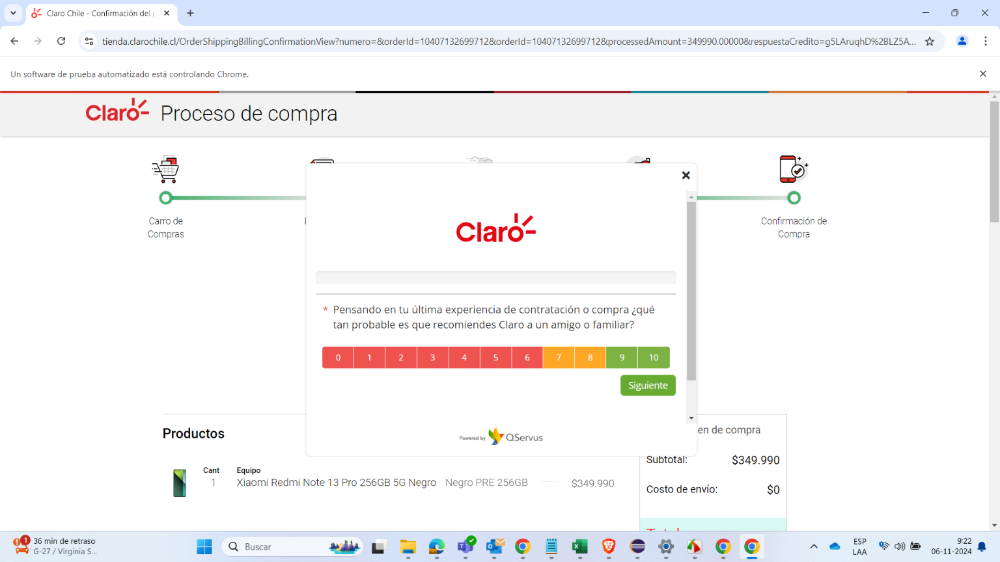 Claro Chile - Confirmación del p
tienda.clarochile.cl/OrderShippingBillingConfirmationView?numero=&orderId=10407132699712&orderId=10407132699712&processedAmount=349990.00000&respuestaCredito=g5LAruqhD%2BLZ5A...
Un software de prueba automatizado está controlando Chrome.
Claro Proceso de compra
Carro de
Compras
Confirmación de
Compra
Claro
* Pensando en tu última experiencia de contratación o compra ¿qué
tan probable es que recomiendes Claro a un amigo o familiar?
0 1 2 3 4 5 6 7 8 9 10
Siguiente
Powered by QServus
Productos
Cant Equipo
1 Xiaomi Redmi Note 13 Pro 256GB 5G Negro Negro PRE 256GB $349.990
en de compra
Subtotal: $349.990
Costo de envío: $0
1 36 min de retraso
G-27 / Virginia S...
Buscar
ESP
LAA
9:22
06-11-2024